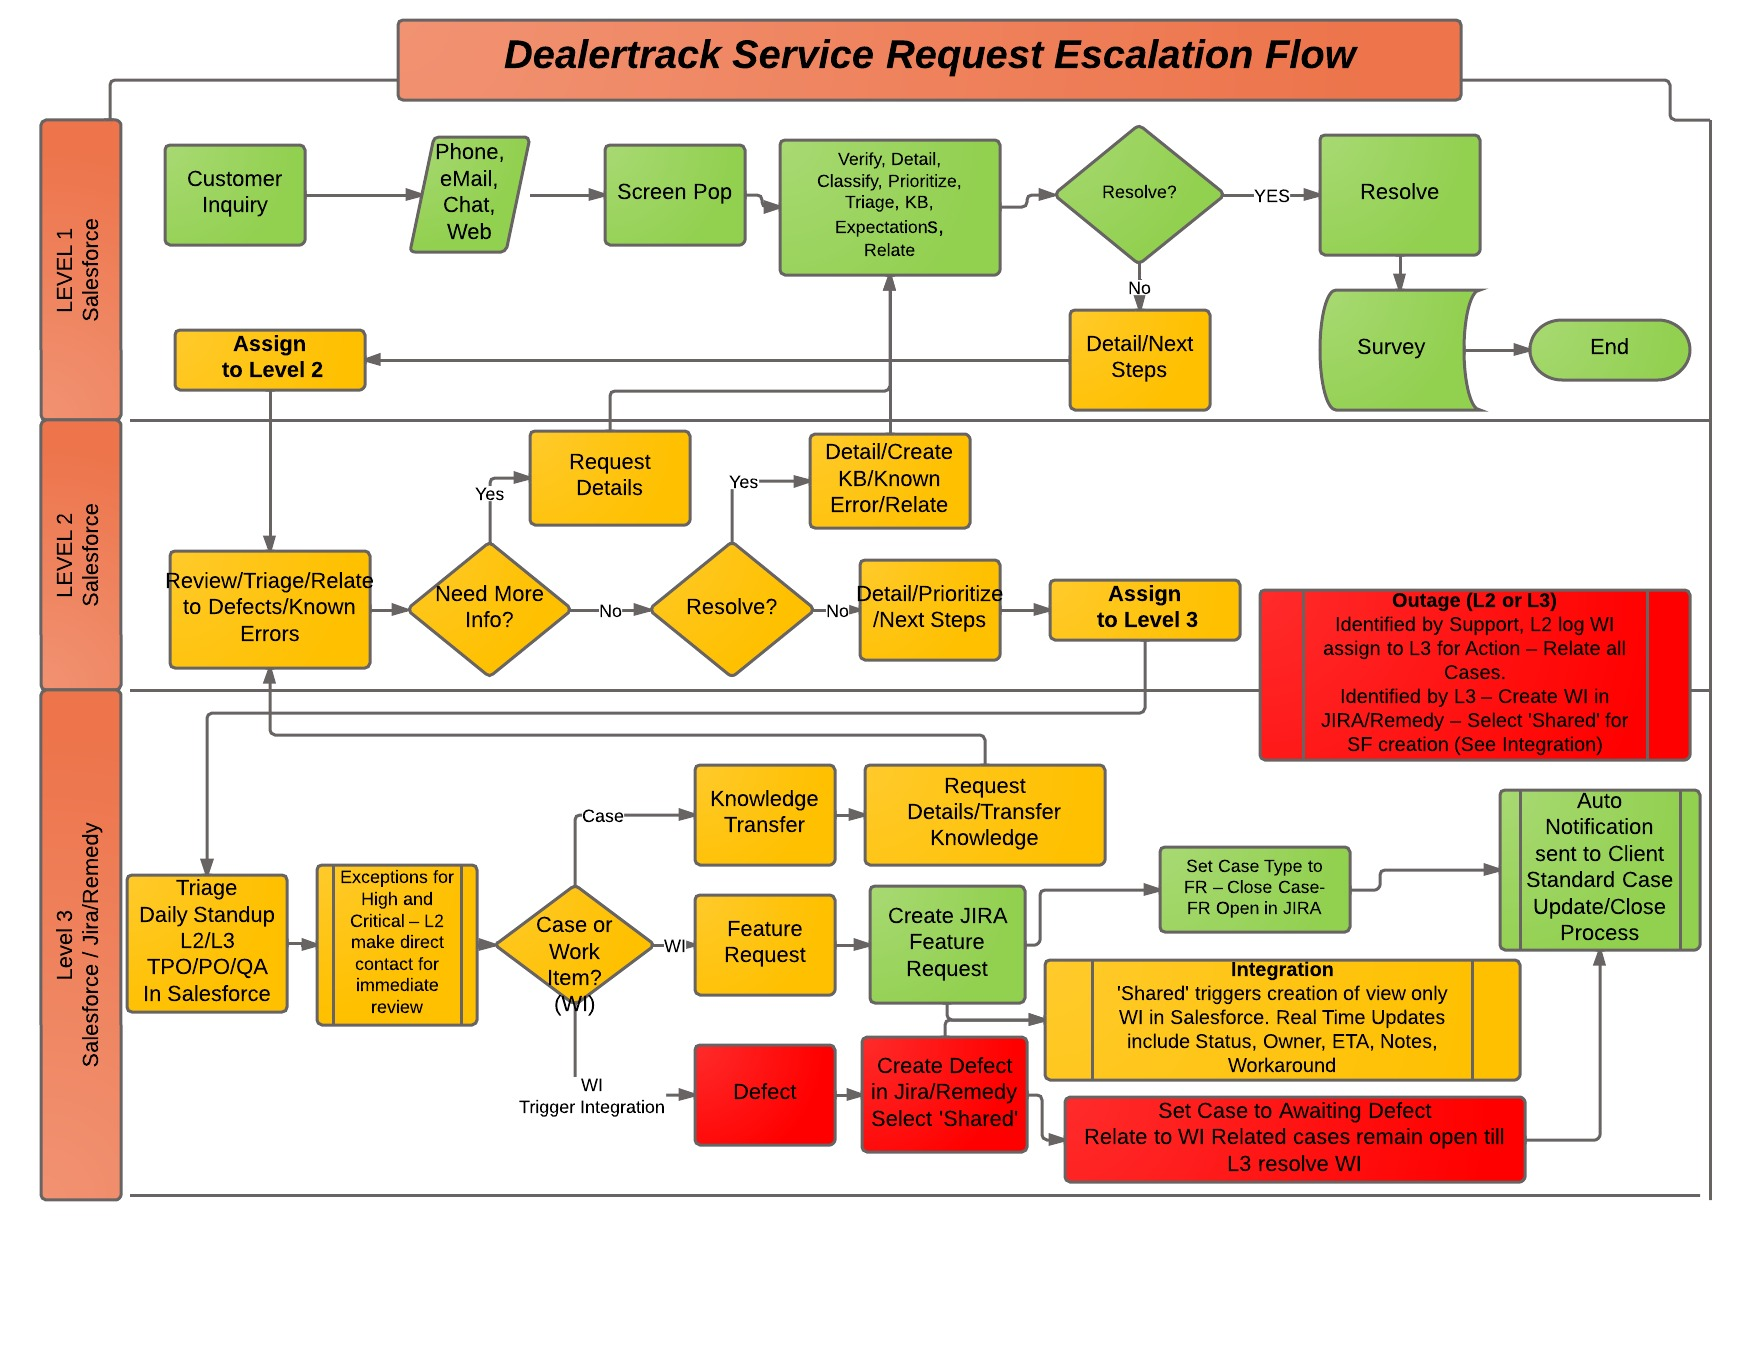 Dealertrack Service Request Escalation Flow
LEVEL 1
Salesforce
Customer
Inquiry
Phone,
eMail,
Chat,
Web
Screen Pop
Verify, Detail,
Classify, Prioritize,
Triage, KB,
Expectations,
Relate
Resolve?
YES
Resolve
No
Detail/Next
Steps
Assign
to Level 2
Survey
End
LEVEL 2
Salesforce
Review/Triage/Relate
to Defects/Known
Errors
Need More
Info?
Yes
Request
Details
No
Resolve?
Yes
Detail/Create
KB/Known
Error/Relate
No
Detail/Prioritize
/Next Steps
Assign
to Level 3
Outage (L2 or L3)
Identified by Support, L2 log WI
assign to L3 for Action – Relate all
Cases.
Identified by L3 – Create WI in
JIRA/Remedy – Select 'Shared' for
SF creation (See Integration)
Level 3
Salesforce / Jira/Remedy
Triage
Daily Standup
L2/L3
TPO/PO/QA
In Salesforce
Exceptions for
High and
Critical – L2
make direct
contact for
immediate
review
Case or
Work
Item?
(WI)
Case
Knowledge
Transfer
Request
Details/Transfer
Knowledge
WI
Feature
Request
Create JIRA
Feature
Request
Set Case Type to
FR – Close Case-
FR Open in JIRA
Auto
Notification
sent to Client
Standard Case
Update/Close
Process
Integration
'Shared' triggers creation of view only
WI in Salesforce. Real Time Updates
include Status, Owner, ETA, Notes,
Workaround
WI
Trigger Integration
Defect
Create Defect
in Jira/Remedy
Select 'Shared'
Set Case to Awaiting Defect
Relate to WI Related cases remain open till
L3 resolve WI